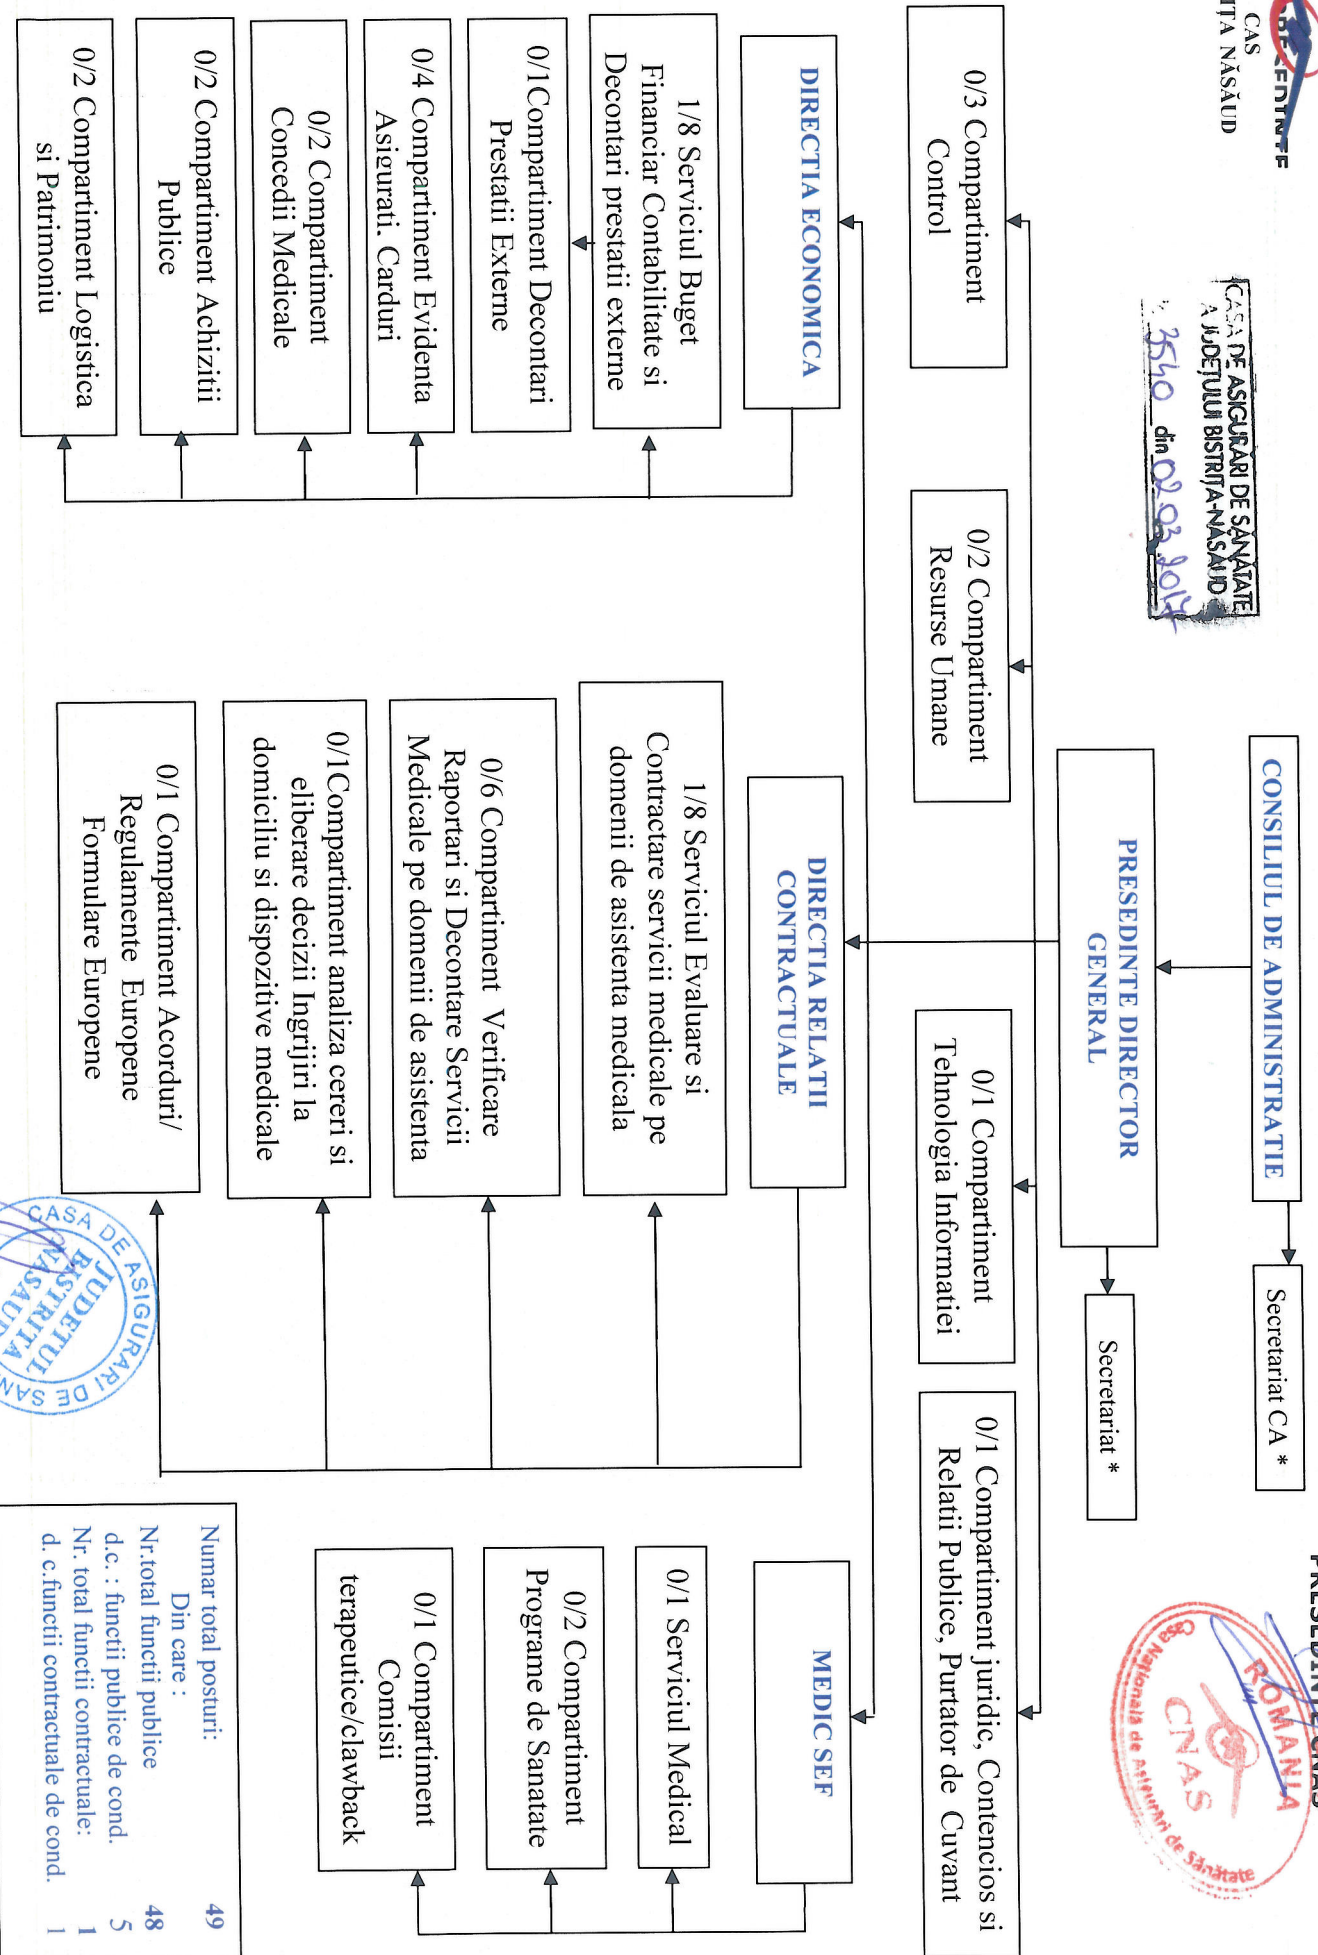 CAS
ȚA NĂSĂUD
CASA DE ASIGURĂRI DE SĂNĂTATE
A JUDEȚULUI BISTRIȚA-NĂSĂUD
3540 din 02.03.2017
PRESEDINTE CNAS
ROMANIA
CNAS
Casa Națională de Asigurări de Sănătate
CONSILIUL DE ADMINISTRATIE
Secretariat CA *
PRESEDINTE DIRECTOR
GENERAL
Secretariat *
0/3 Compartiment
Control
0/2 Compartiment
Resurse Umane
0/1 Compartiment
Tehnologia Informatiei
0/1 Compartiment juridic, Contencios si
Relatii Publice, Purtator de Cuvant
DIRECTIA ECONOMICA
1/8 Serviciul Buget
Financiar Contabilitate si
Decontari prestatii externe
0/1Compartiment Decontari
Prestatii Externe
0/4 Compartiment Evidenta
Asigurati. Carduri
0/2 Compartiment
Concedii Medicale
0/2 Compartiment Achizitii
Publice
0/2 Compartiment Logistica
si Patrimoniu
DIRECTIA RELATII
CONTRACTUALE
1/8 Serviciul Evaluare si
Contractare servicii medicale pe
domenii de asistenta medicala
0/6 Compartiment Verificare
Raportari si Decontare Servicii
Medicale pe domenii de asistenta
0/1Compartiment analiza cereri si
eliberare decizii Ingrijiri la
domiciliu si dispozitive medicale
0/1 Compartiment Acorduri/
Regulamente Europene
Formulare Europene
MEDIC SEF
0/1 Serviciul Medical
0/2 Compartiment
Programe de Sanatate
0/1 Compartiment
Comisii
terapeutice/clawback
CASA DE ASIGURARI DE
JUDETUL
BISTRITA
Numar total posturi: 49
Din care :
Nr.total functii publice 48
d.c. : functii publice de cond. 5
Nr. total functii contractuale: 1
d. c.functii contractuale de cond. 1